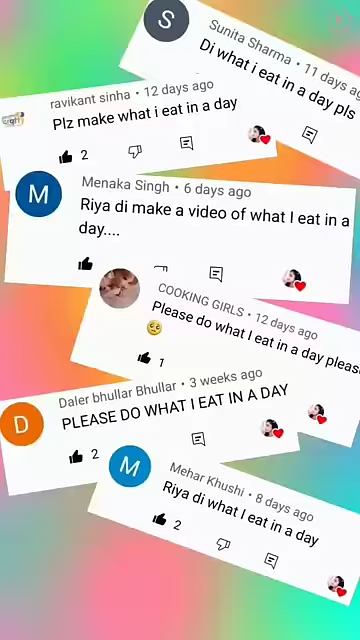 S
Sunita Sharma • 11 days ago
Di what i eat in a day pls
ravikant sinha • 12 days ago
Plz make what i eat in a day
2
M
Menaka Singh • 6 days ago
Riya di make a video of what I eat in a
day....
COOKING GIRLS • 12 days ago
Please do what I eat in a day please
🥺
1
D
Daler bhullar Bhullar • 3 weeks ago
PLEASE DO WHAT I EAT IN A DAY
2
M
Mehar Khushi • 8 days ago
Riya di what I eat in a day
2